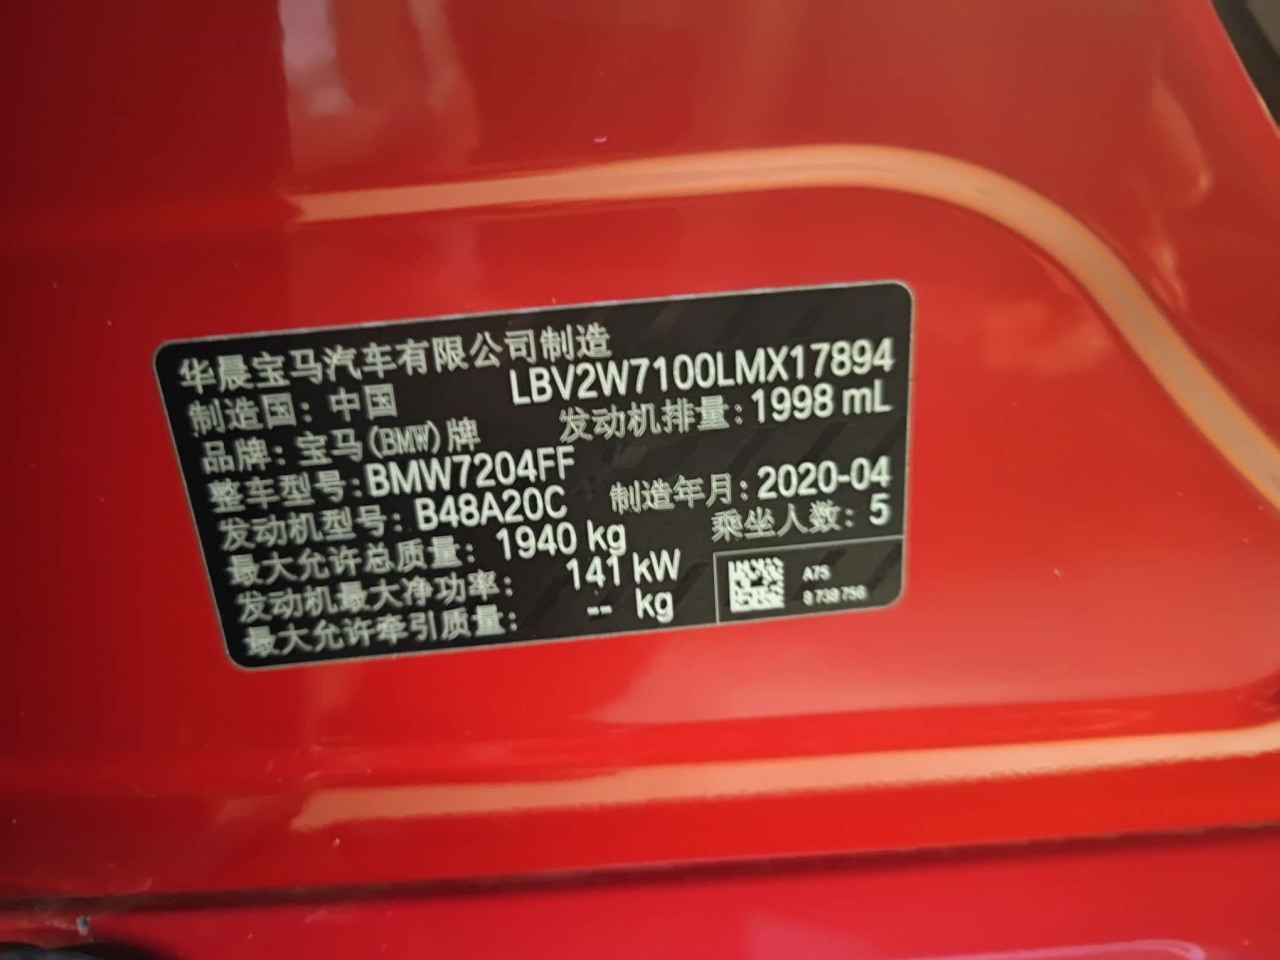 华晨宝马汽车有限公司制造
制造国：中国 LBV2W7100LMX17894
品牌：宝马(BMW)牌 发动机排量：1998 mL
整车型号：BMW7204FF
发动机型号：B48A20C 制造年月：2020-04
最大允许总质量：1940 kg 乘坐人数：5
发动机最大净功率：141 kW
最大允许牵引质量：-- kg
A75
8738756